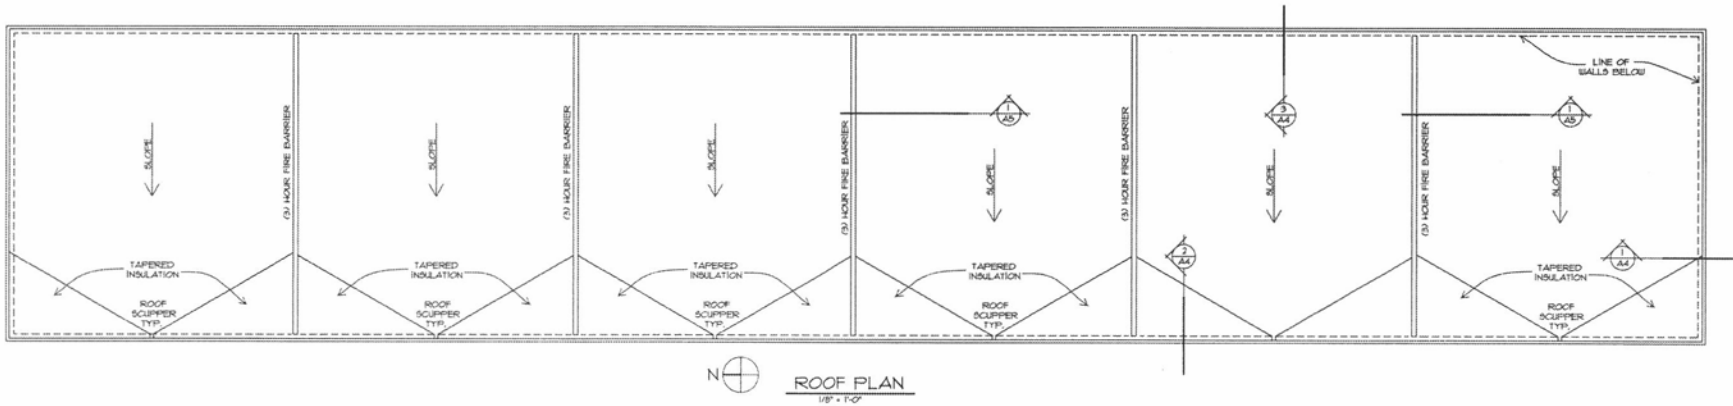 LINE OF
WALLS BELOW
1
A5
3
A4
1
A5
SLOPE
(3) HOUR FIRE BARRIER
SLOPE
(3) HOUR FIRE BARRIER
SLOPE
(3) HOUR FIRE BARRIER
SLOPE
(3) HOUR FIRE BARRIER
SLOPE
(3) HOUR FIRE BARRIER
SLOPE
2
A4
1
A4
TAPERED
INSULATION
TAPERED
INSULATION
TAPERED
INSULATION
TAPERED
INSULATION
TAPERED
INSULATION
ROOF
SCUPPER
TYP.
ROOF
SCUPPER
TYP.
ROOF
SCUPPER
TYP.
ROOF
SCUPPER
TYP.
ROOF
SCUPPER
TYP.
N
ROOF PLAN
1/8" = 1'-0"